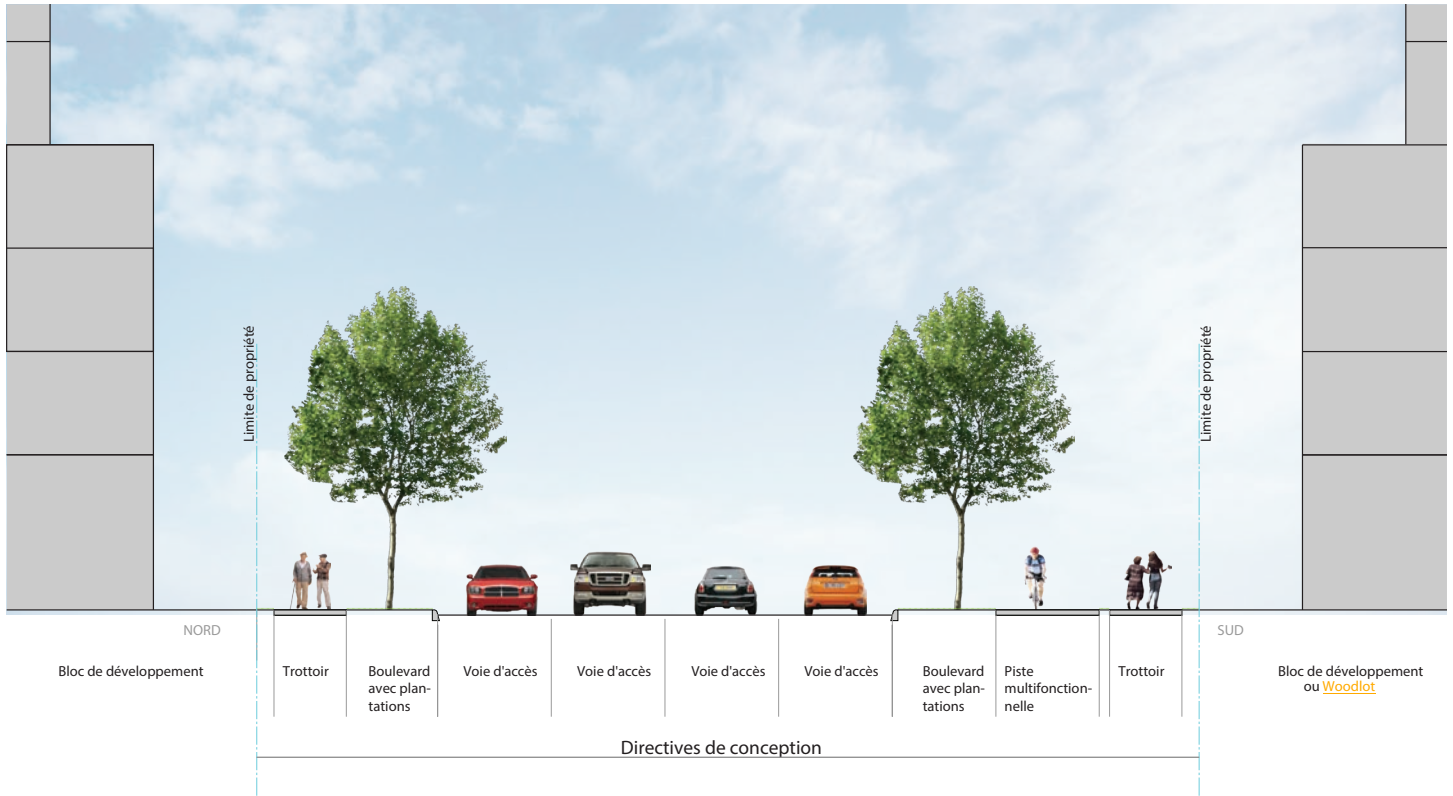 Limite de propriété
Limite de propriété
NORD
SUD
Bloc de développement
Trottoir
Boulevard
avec plan-
tations
Voie d'accès
Voie d'accès
Voie d'accès
Voie d'accès
Boulevard
avec plan-
tations
Piste
multifonction-
nelle
Trottoir
Bloc de développement
ou Woodlot
Directives de conception